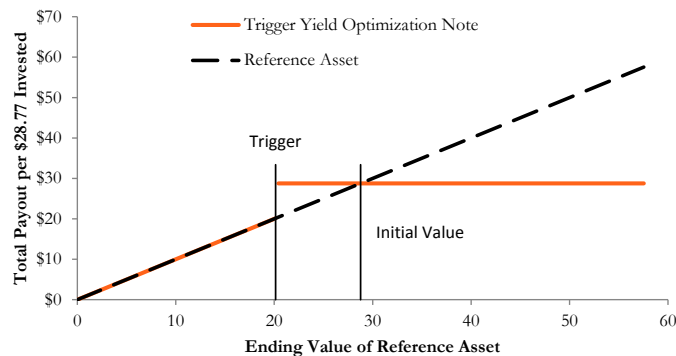 $70
$60
$50
$40
$30
$20
$10
$0
Total Payout per $28.77 Invested
Trigger Yield Optimization Note
Reference Asset
Trigger
Initial Value
0
10
20
30
40
50
60
Ending Value of Reference Asset